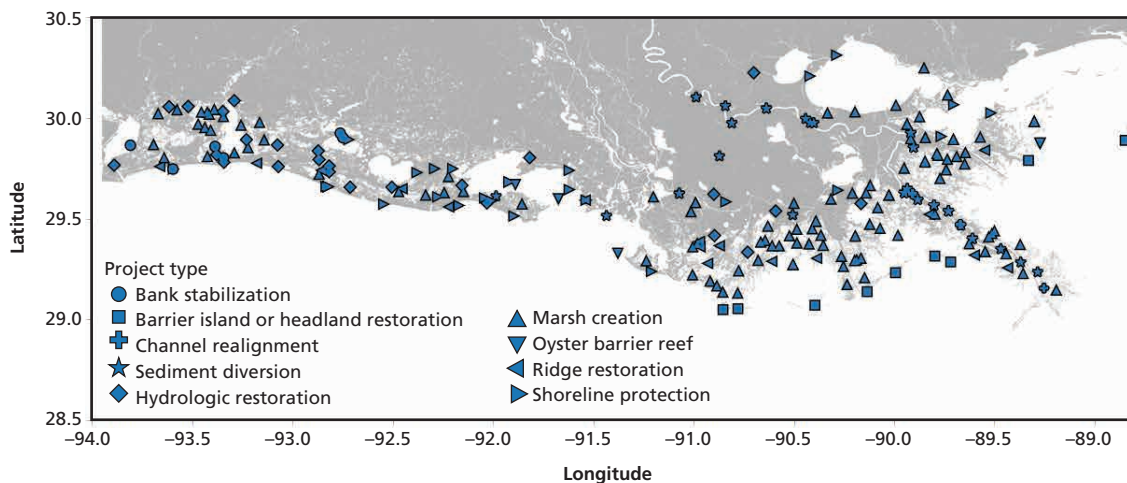 30.5
30.0
29.5
29.0
28.5
Latitude
Project type
Bank stabilization
Barrier island or headland restoration
Channel realignment
Sediment diversion
Hydrologic restoration
Marsh creation
Oyster barrier reef
Ridge restoration
Shoreline protection
–94.0 –93.5 –93.0 –92.5 –92.0 –91.5 –91.0 –90.5 –90.0 –89.5 –89.0
Longitude